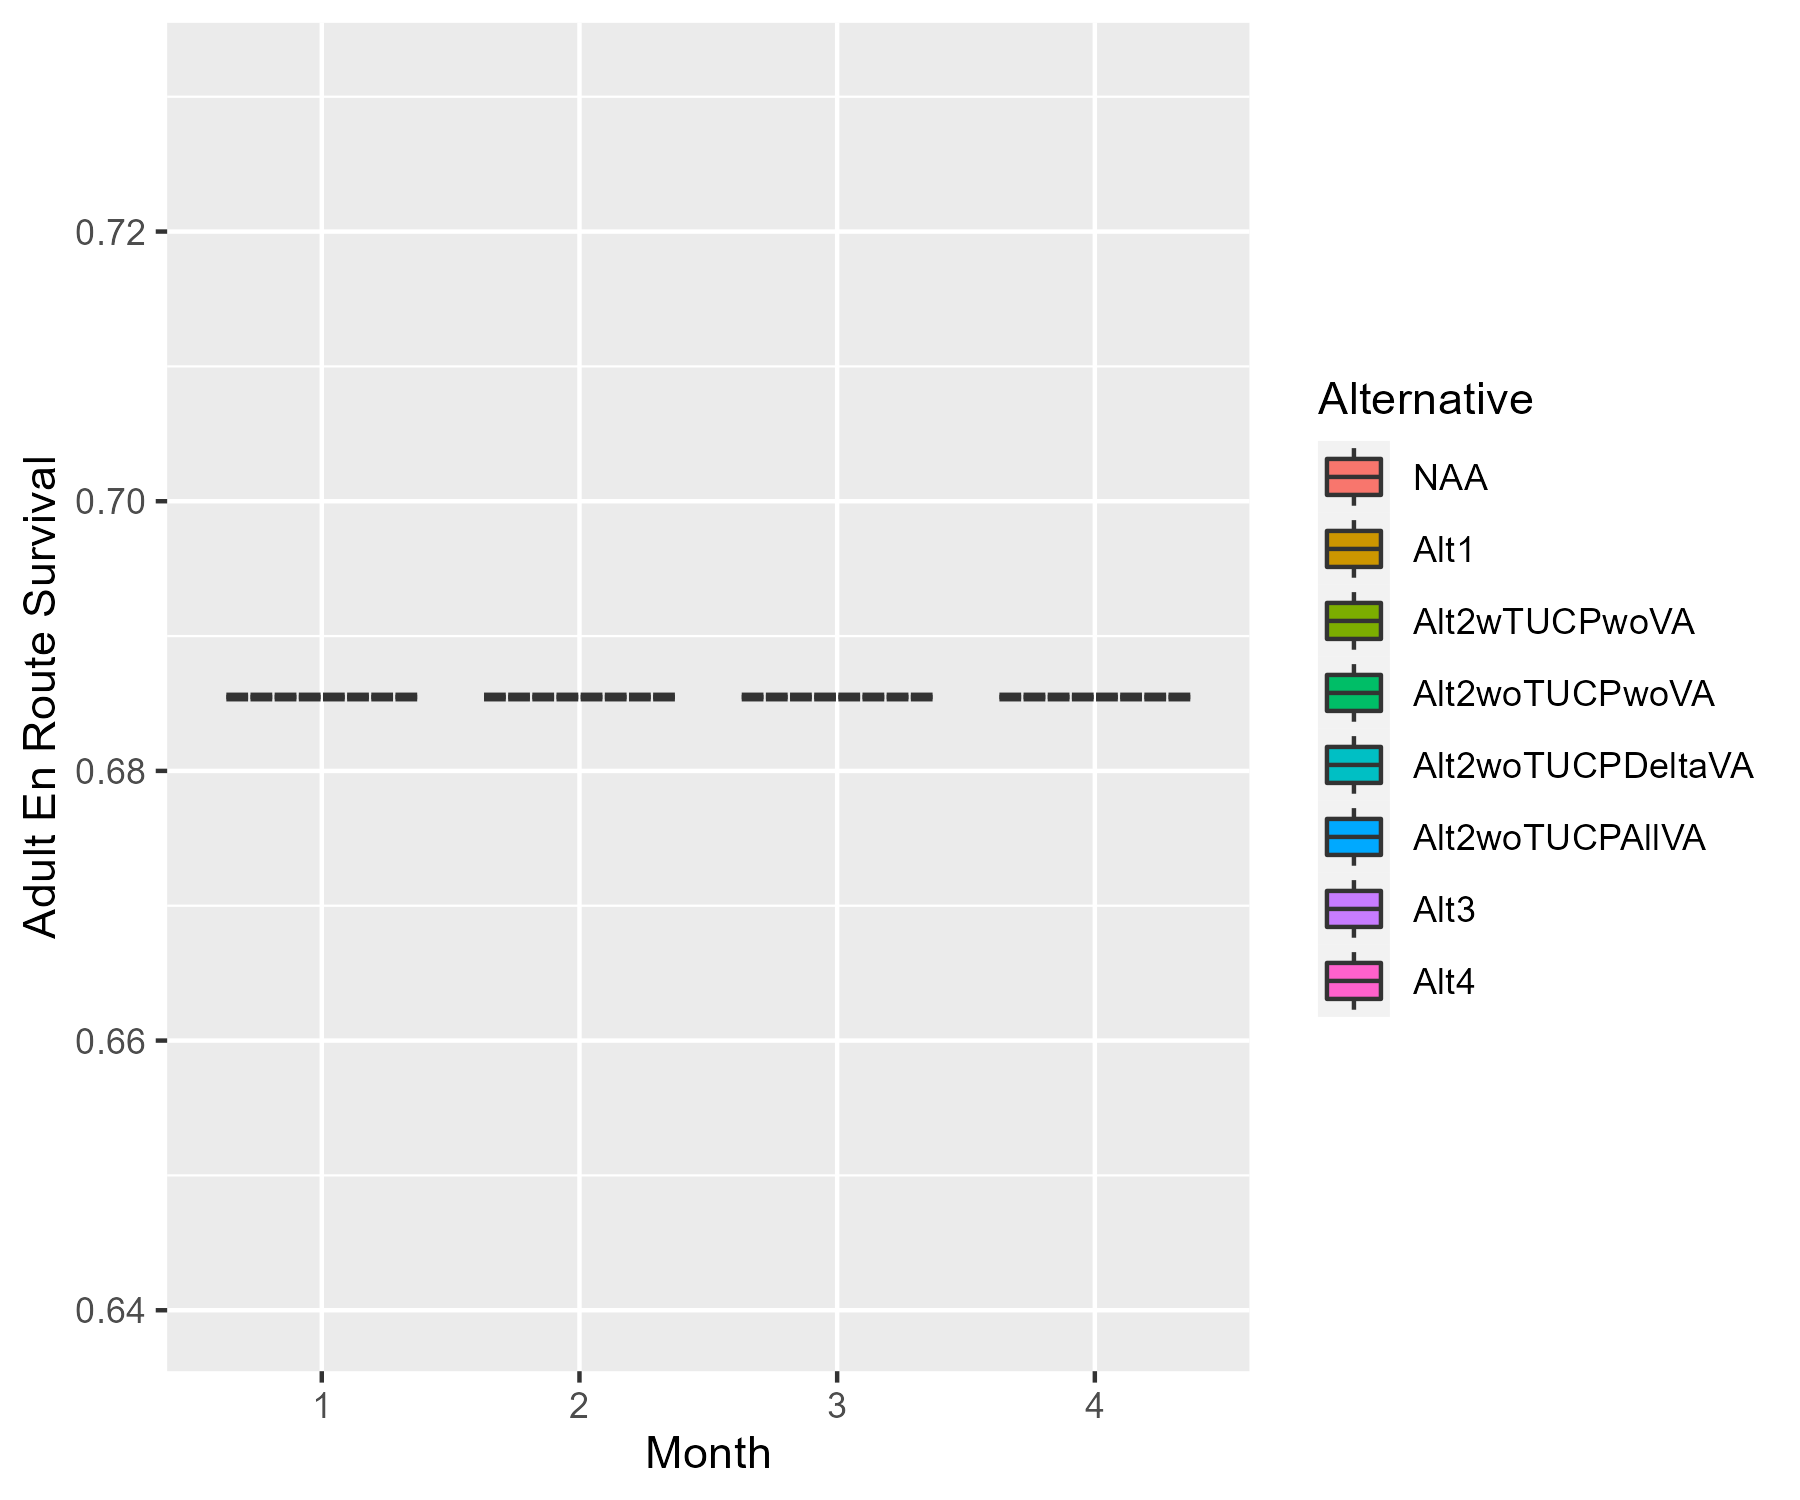 Adult En Route Survival
0.72
0.70
0.68
0.66
0.64
1 2 3 4
Month
Alternative
NAA
Alt1
Alt2wTUCPwoVA
Alt2woTUCPwoVA
Alt2woTUCPDeltaVA
Alt2woTUCPAllVA
Alt3
Alt4